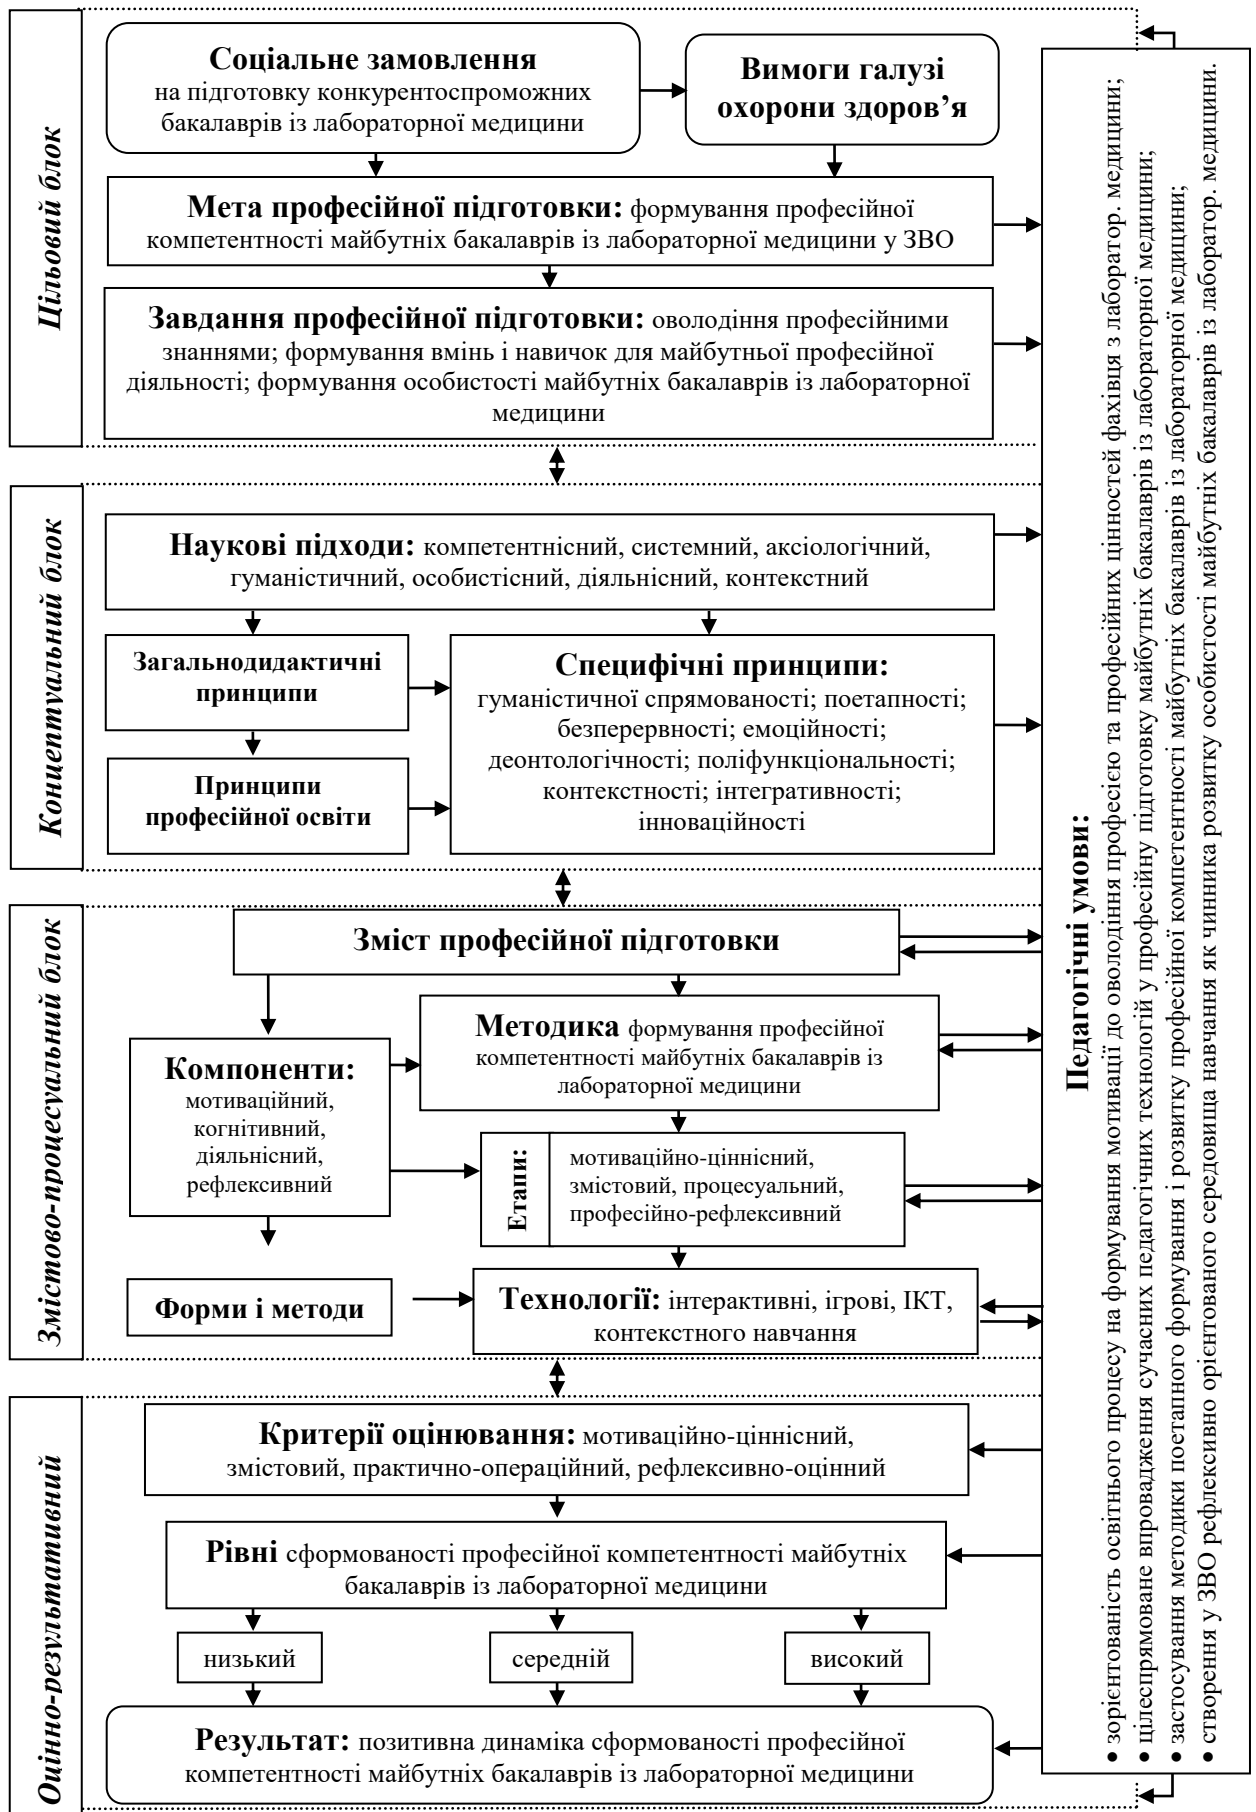 Цільовий блок
Соціальне замовлення
на підготовку конкурентоспроможних
бакалаврів із лабораторної медицини
Вимоги галузі
охорони здоров’я
Мета професійної підготовки: формування професійної
компетентності майбутніх бакалаврів із лабораторної медицини у ЗВО
Завдання професійної підготовки: оволодіння професійними
знаннями; формування вмінь і навичок для майбутньої професійної
діяльності; формування особистості майбутніх бакалаврів із лабораторної
медицини
Концептуальний блок
Наукові підходи: компетентнісний, системний, аксіологічний,
гуманістичний, особистісний, діяльнісний, контекстний
Загальнодидактичні
принципи
Принципи
професійної освіти
Специфічні принципи:
гуманістичної спрямованості; поетапності;
безперервності; емоційності;
деонтологічності; поліфункціональності;
контекстності; інтегративності;
інноваційності
Змістово-процесуальний блок
Зміст професійної підготовки
Методика формування професійної
компетентності майбутніх бакалаврів із
лабораторної медицини
Компоненти:
мотиваційний,
когнітивний,
діяльнісний,
рефлексивний
Етапи:
мотиваційно-ціннісний,
змістовий, процесуальний,
професійно-рефлексивний
Форми і методи
Технології: інтерактивні, ігрові, ІКТ,
контекстного навчання
Оцінно-результативний
Критерії оцінювання: мотиваційно-ціннісний,
змістовий, практично-операційний, рефлексивно-оцінний
Рівні сформованості професійної компетентності майбутніх
бакалаврів із лабораторної медицини
низький
середній
високий
Результат: позитивна динаміка сформованості професійної
компетентності майбутніх бакалаврів із лабораторної медицини
Педагогічні умови:
• зорієнтованість освітнього процесу на формування мотивації до оволодіння професією та професійних цінностей фахівця з лаборатор. медицини;
• цілеспрямоване впровадження сучасних педагогічних технологій у професійну підготовку майбутніх бакалаврів із лабораторної медицини;
• застосування методики поетапного формування і розвитку професійної компетентності майбутніх бакалаврів із лабораторної медицини;
• створення у ЗВО рефлексивно орієнтованого середовища навчання як чинника розвитку особистості майбутніх бакалаврів із лаборатор. медицини.